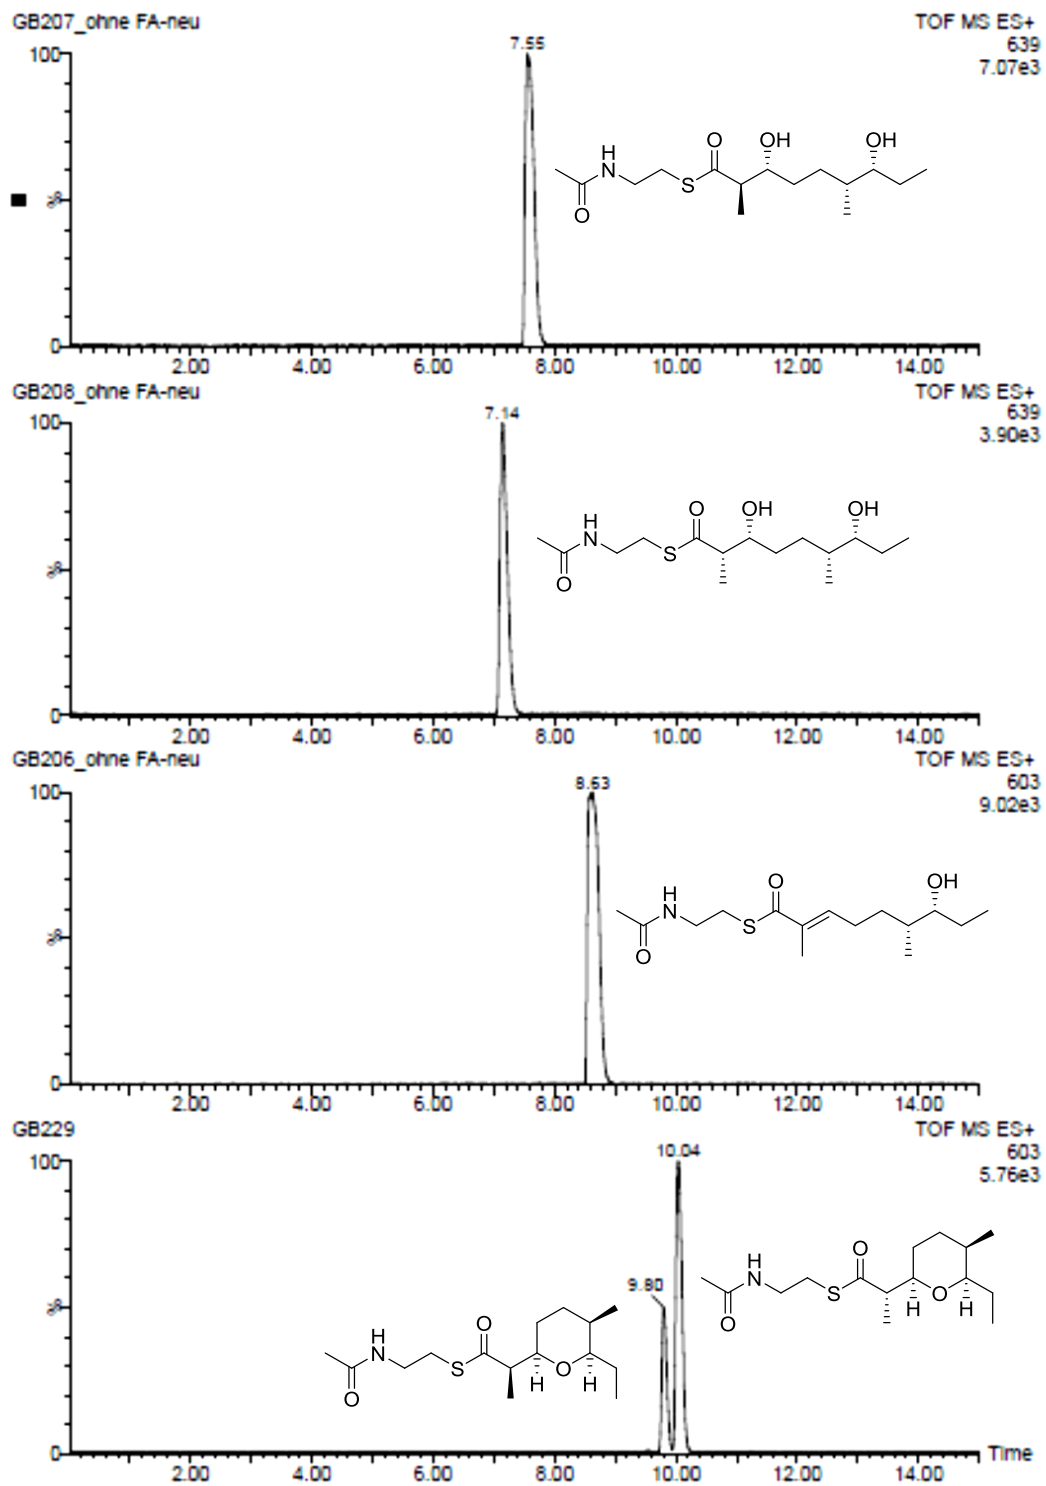 GB207_ohne FA-neu
TOF MS ES+
639
7.07e3
7.55
100
%
0
2.00 4.00 6.00 8.00 10.00 12.00 14.00
O OH OH
H
N
S
O
GB208_ohne FA-neu
TOF MS ES+
639
3.90e3
7.14
100
%
0
2.00 4.00 6.00 8.00 10.00 12.00 14.00
O OH OH
H
N
S
O
GB206_ohne FA-neu
TOF MS ES+
603
9.02e3
8.63
100
%
0
2.00 4.00 6.00 8.00 10.00 12.00 14.00
O OH
H
N
S
O
GB229
TOF MS ES+
603
5.76e3
10.04
100
9.80
%
0
O
H
N
S
O
H
H
O
O
H
N
S
O
H
H
O
Time
2.00 4.00 6.00 8.00 10.00 12.00 14.00